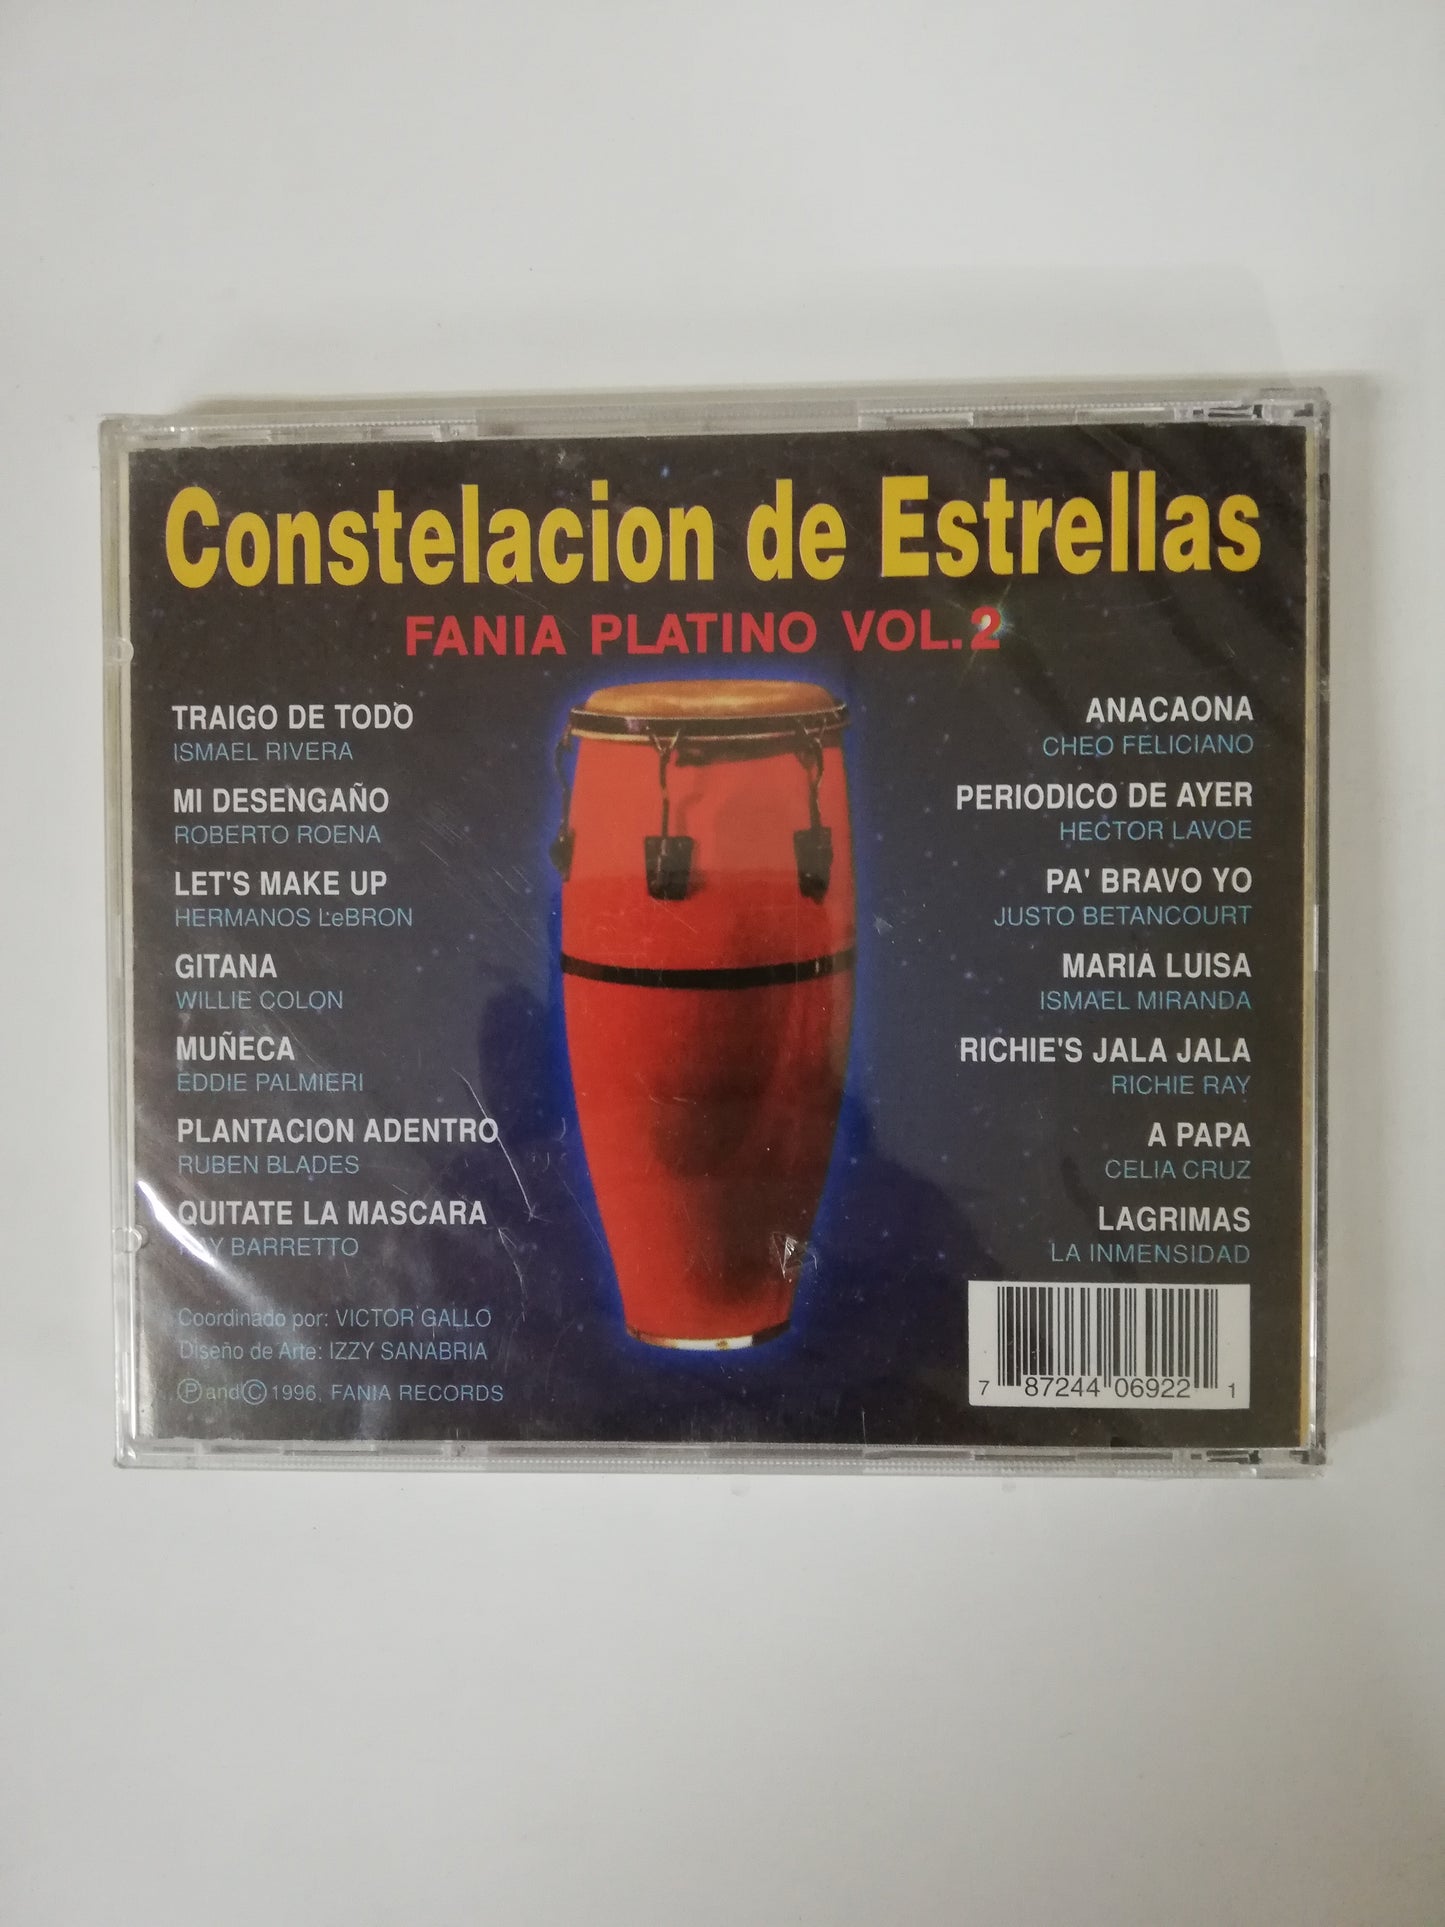 Constelacion de Estrellas
FANIA PLATINO VOL.2
TRAIGO DE TODO
ISMAEL RIVERA
MI DESENGAÑO
ROBERTO ROENA
LET'S MAKE UP
HERMANOS LeBRON
GITANA
WILLIE COLON
MUÑECA
EDDIE PALMIERI
PLANTACION ADENTRO
RUBEN BLADES
QUITATE LA MASCARA
RAY BARRETTO
ANACAONA
CHEO FELICIANO
PERIODICO DE AYER
HECTOR LAVOE
PA' BRAVO YO
JUSTO BETANCOURT
MARIA LUISA
ISMAEL MIRANDA
RICHIE'S JALA JALA
RICHIE RAY
A PAPA
CELIA CRUZ
LAGRIMAS
LA INMENSIDAD
Coordinado por: VICTOR GALLO
Diseño de Arte: IZZY SANABRIA
Ⓟ and © 1996, FANIA RECORDS
7 87244 06922 1